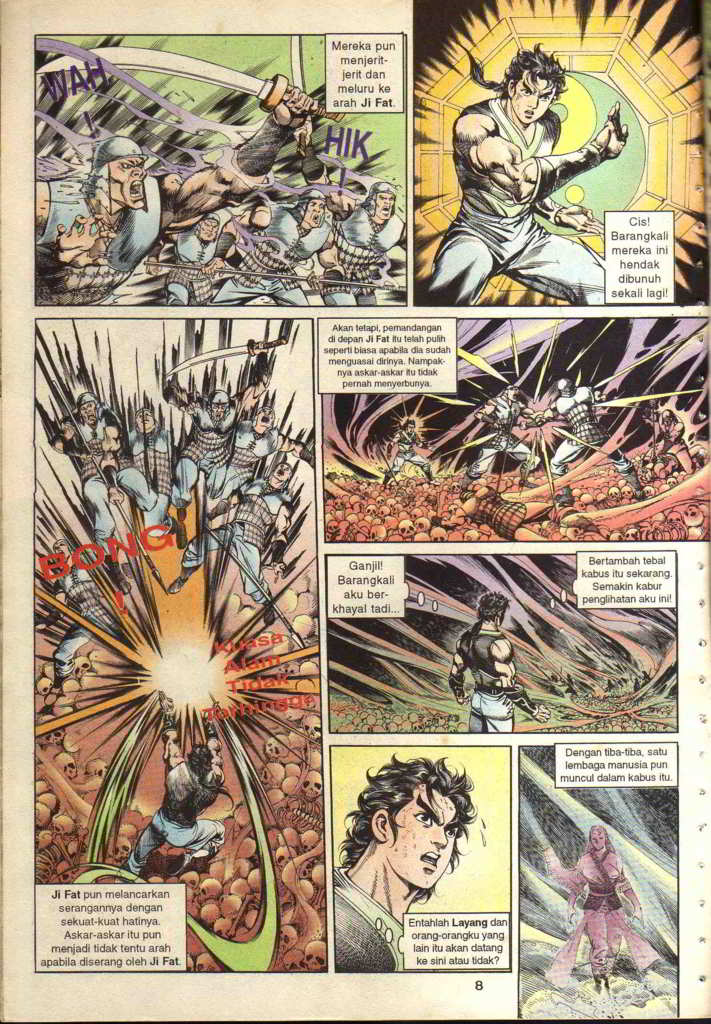 WAH
!
Mereka pun
menjerit-
jerit dan
meluru ke
arah Ji Fat.
HIK
!
Cis!
Barangkali
mereka ini
hendak
dibunuh
sekali lagi!
BONG
!
Kuasa
Alam
Tidak
Terhingga
Ji Fat pun melancarkan
serangannya dengan
sekuat-kuat hatinya.
Askar-askar itu pun
menjadi tidak tentu arah
apabila diserang oleh Ji Fat.
Akan tetapi, pemandangan
di depan Ji Fat itu telah pulih
seperti biasa apabila dia sudah
menguasai dirinya. Nampak-
nya askar-askar itu tidak
pernah menyerbunya.
Ganjil!
Barangkali
aku ber-
khayal tadi...
Bertambah tebal
kabus itu sekarang.
Semakin kabur
penglihatan aku ini!
Entahlah Layang dan
orang-orangku yang
lain itu akan datang
ke sini atau tidak?
Dengan tiba-tiba, satu
lembaga manusia pun
muncul dalam kabus itu.
8